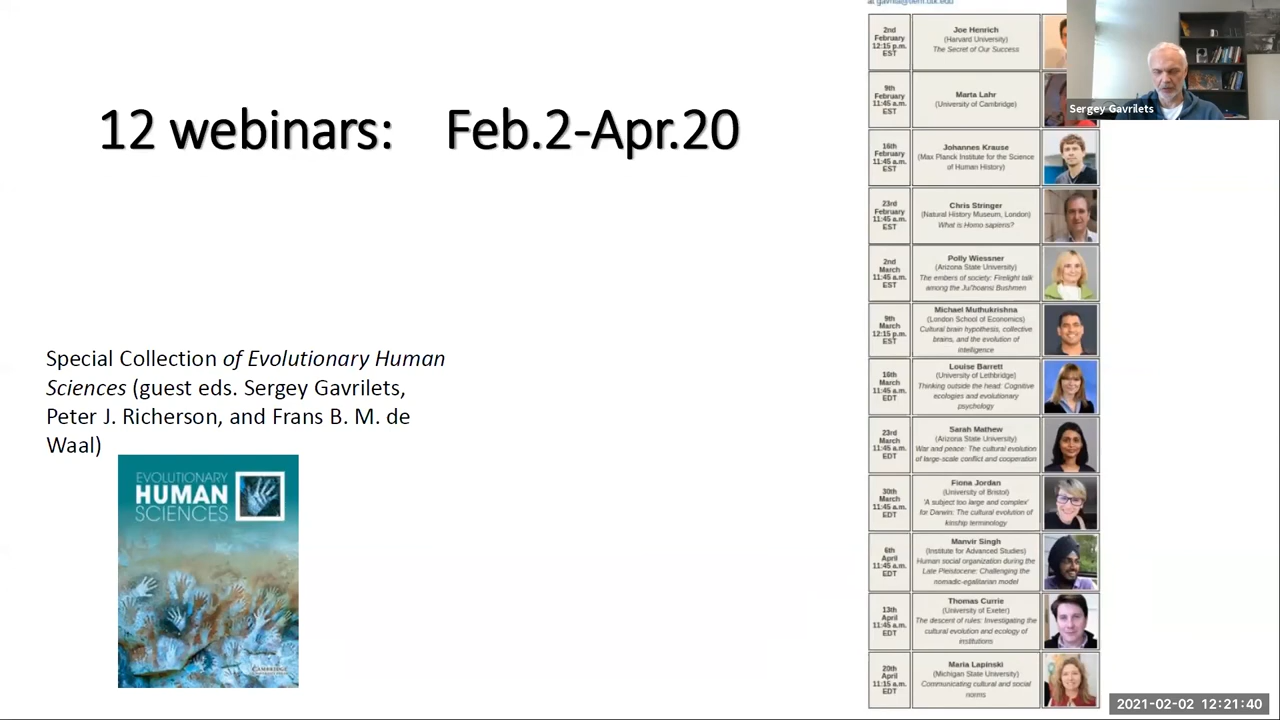 at gavrila@utem.utk.edu
12 webinars: Feb.2-Apr.20
Special Collection of Evolutionary Human
Sciences (guest eds. Sergey Gavrilets,
Peter J. Richerson, and Frans B. M. de
Waal)
EVOLUTIONARY
HUMAN
SCIENCES
CAMBRIDGE
2nd
February
12:15 p.m.
EST
Joe Henrich
(Harvard University)
The Secret of Our Success
9th
February
11:45 a.m.
EST
Marta Lahr
(University of Cambridge)
16th
February
11:45 a.m.
EST
Johannes Krause
(Max Planck Institute for the Science
of Human History)
23rd
February
11:45 a.m.
EST
Chris Stringer
(Natural History Museum, London)
What is Homo sapiens?
2nd
March
11:45 a.m.
EST
Polly Wiessner
(Arizona State University)
The embers of society: Firelight talk
among the Ju/'hoansi Bushmen
9th
March
12:15 p.m.
EST
Michael Muthukrishna
(London School of Economics)
Cultural brain hypothesis, collective
brains, and the evolution of
intelligence
16th
March
11:45 a.m.
EDT
Louise Barrett
(University of Lethbridge)
Thinking outside the head: Cognitive
ecologies and evolutionary
psychology
23rd
March
11:45 a.m.
EDT
Sarah Mathew
(Arizona State University)
War and peace: The cultural evolution
of large-scale conflict and cooperation
30th
March
11:45 a.m.
EDT
Fiona Jordan
(University of Bristol)
'A subject too large and complex'
for Darwin: The cultural evolution of
kinship terminology
6th
April
11:45 a.m.
EDT
Manvir Singh
(Institute for Advanced Studies)
Human social organization during the
Late Pleistocene: Challenging the
nomadic-egalitarian model
13th
April
11:45 a.m.
EDT
Thomas Currie
(University of Exeter)
The descent of rules: Investigating the
cultural evolution and ecology of
institutions
20th
April
11:15 a.m.
EDT
Maria Lapinski
(Michigan State University)
Communicating cultural and social
norms
Sergey Gavrilets
2021-02-02 12:21:40